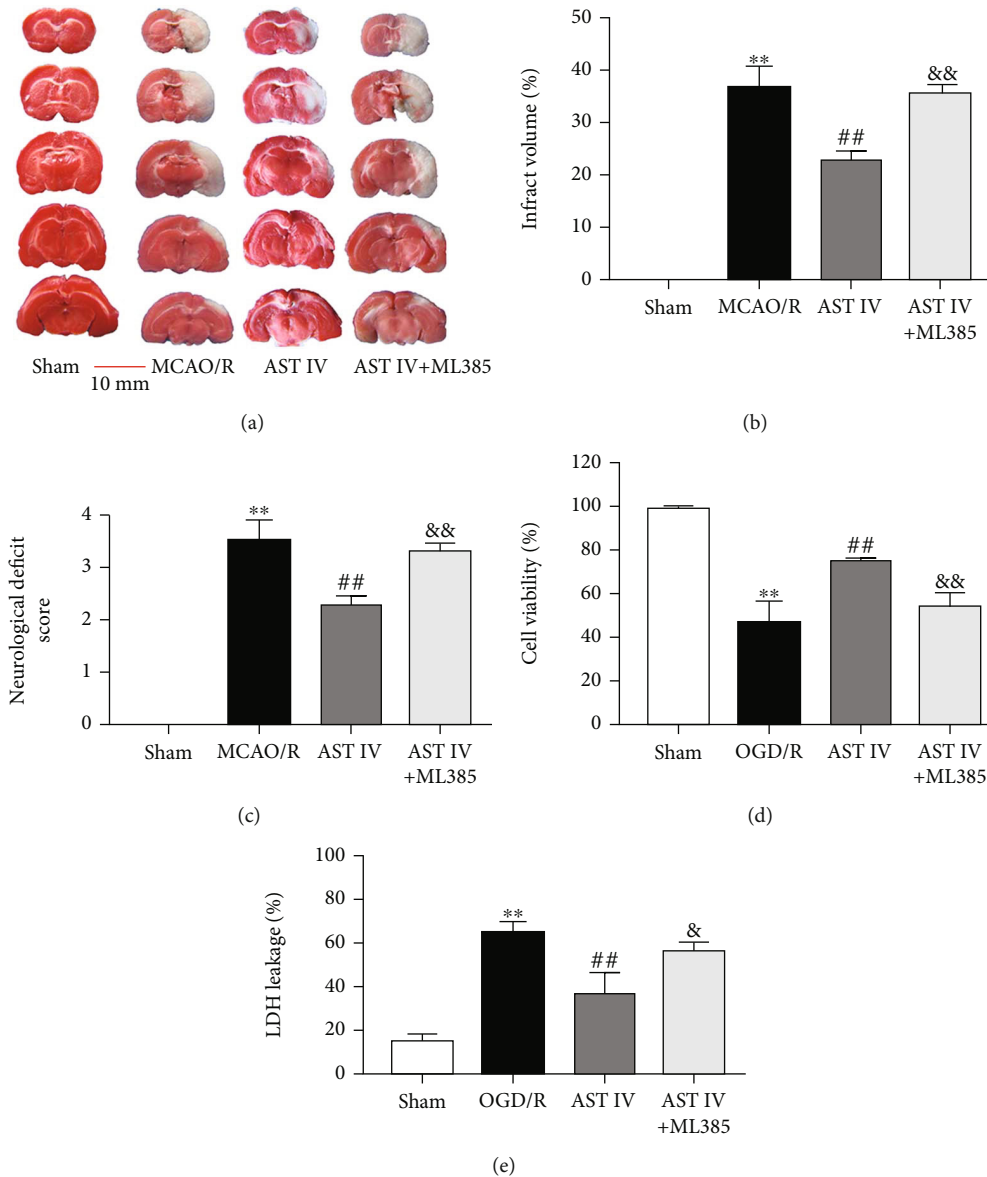 Sham
10 mm
MCAO/R
AST IV
AST IV+ML385
(a)
Infract volume (%)
50
40
30
20
10
0
**
##
&&
Sham
MCAO/R
AST IV
AST IV
+ML385
(b)
Neurological deficit
score
4
3
2
1
0
**
##
&&
Sham
MCAO/R
AST IV
AST IV
+ML385
(c)
Cell viability (%)
120
100
80
60
40
20
0
**
##
&&
Sham
OGD/R
AST IV
AST IV
+ML385
(d)
LDH leakage (%)
100
80
60
40
20
0
**
##
&
Sham
OGD/R
AST IV
AST IV
+ML385
(e)